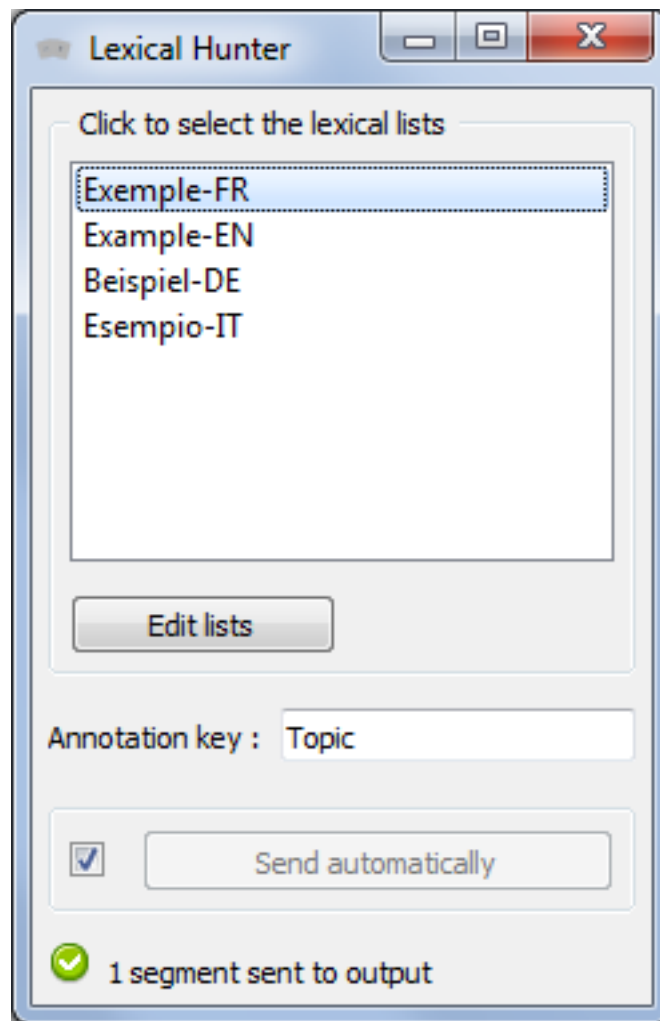 Lexical Hunter
Click to select the lexical lists
Exemple-FR
Example-EN
Beispiel-DE
Esempio-IT
Edit lists
Annotation key : Topic
Send automatically
1 segment sent to output